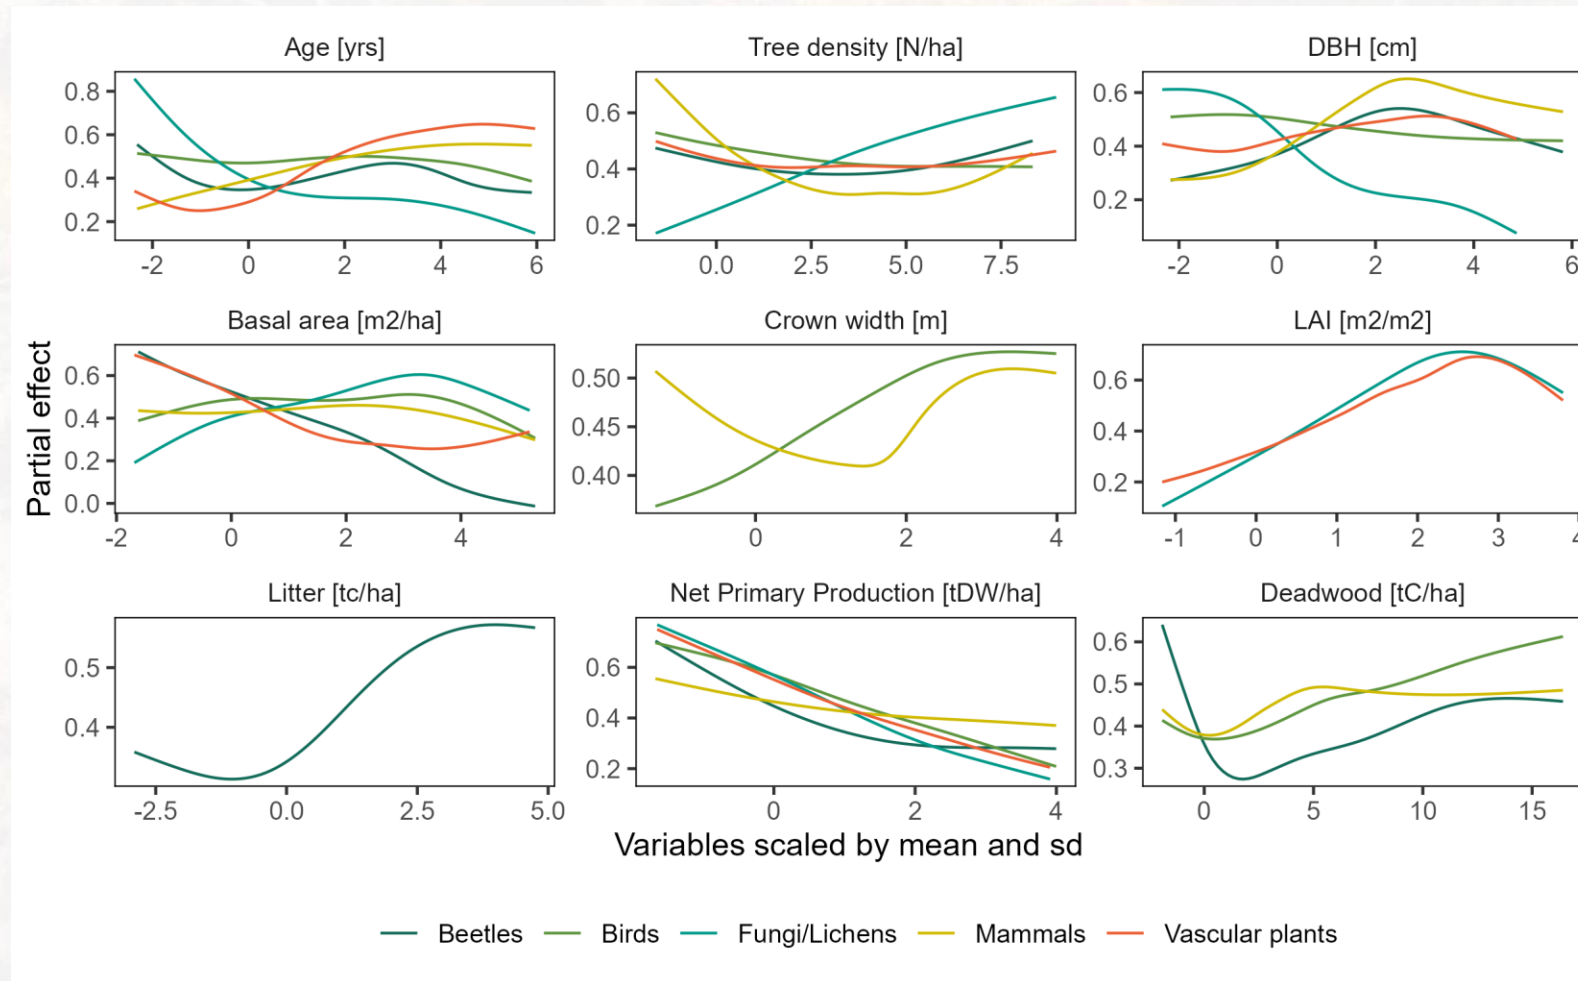 Age [yrs]
Tree density [N/ha]
DBH [cm]
0.8
0.6
0.4
0.2
-2 0 2 4 6
0.6
0.4
0.2
0.0 2.5 5.0 7.5
0.6
0.4
0.2
-2 0 2 4 6
Partial effect
Basal area [m2/ha]
Crown width [m]
LAI [m2/m2]
0.6
0.4
0.2
0.0
-2 0 2 4
0.50
0.45
0.40
0 2 4
0.6
0.4
0.2
-1 0 1 2 3 4
Litter [tc/ha]
Net Primary Production [tDW/ha]
Deadwood [tC/ha]
0.5
0.4
-2.5 0.0 2.5 5.0
0.6
0.4
0.2
0 2 4
0.6
0.5
0.4
0.3
0 5 10 15
Variables scaled by mean and sd
Beetles Birds Fungi/Lichens Mammals Vascular plants